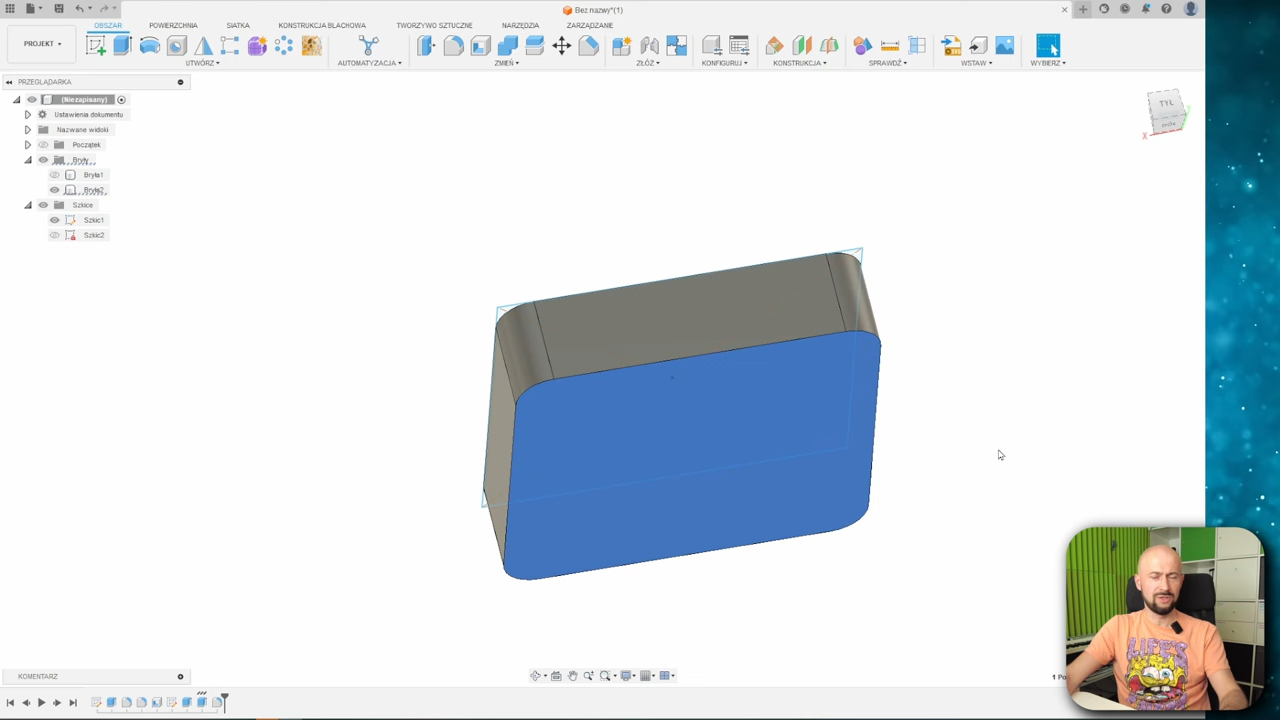 Bez nazwy*(1)
OBSZAR POWIERZCHNIA SIATKA KONSTRUKCJA BLACHOWA TWORZYWO SZTUCZNE NARZĘDZIA ZARZĄDZANIE
PROJEKT
UTWÓRZ AUTOMATYZACJA ZMIEŃ ZŁÓŻ KONFIGURUJ KONSTRUKCJA SPRAWDŹ WSTAW WYBIERZ
PRZEGLĄDARKA
(Niezapisany)
Ustawienia dokumentu
Nazwane widoki
Początek
Bryły
Bryła1
Bryła2
Szkice
Szkic1
Szkic2
TYŁ
X
KOMENTARZ
LIFE'S